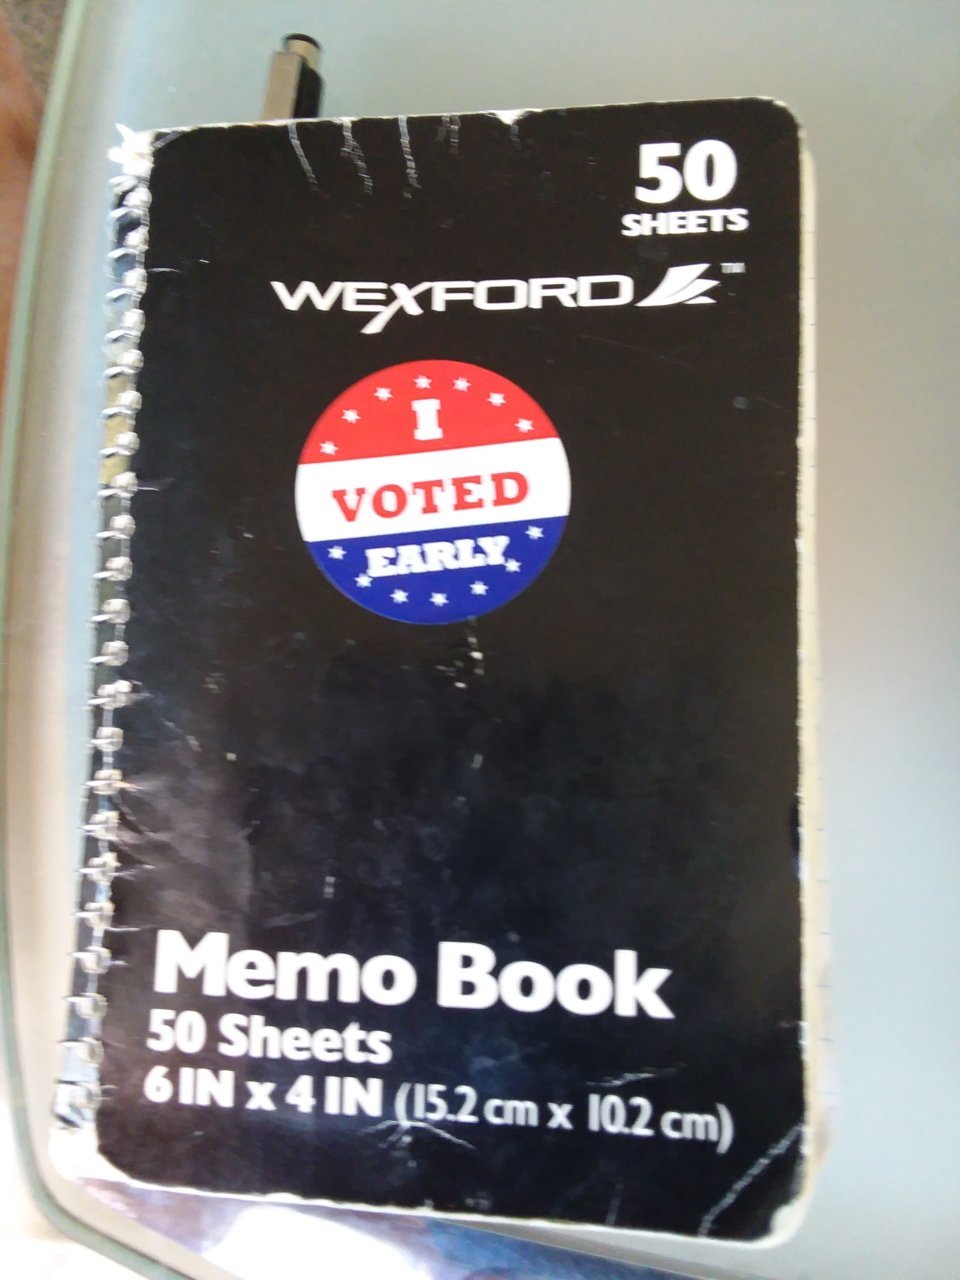 50
SHEETS
WEXFORD TM
I
VOTED
EARLY
Memo Book
50 Sheets
6 IN x 4 IN (15.2 cm x 10.2 cm)